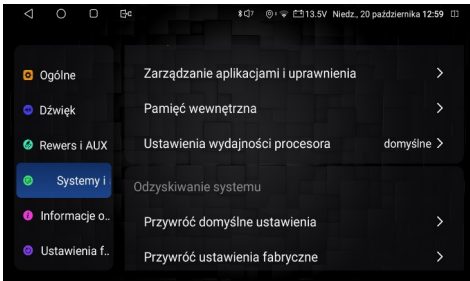 13.5V Niedz., 20 października 12:59
Ogólne
Dźwięk
Rewers i AUX
Systemy i
Informacje o..
Ustawienia f..
Zarządzanie aplikacjami i uprawnienia
Pamięć wewnętrzna
Ustawienia wydajności procesora domyślne
Odzyskiwanie systemu
Przywróć domyślne ustawienia
Przywróć ustawienia fabryczne